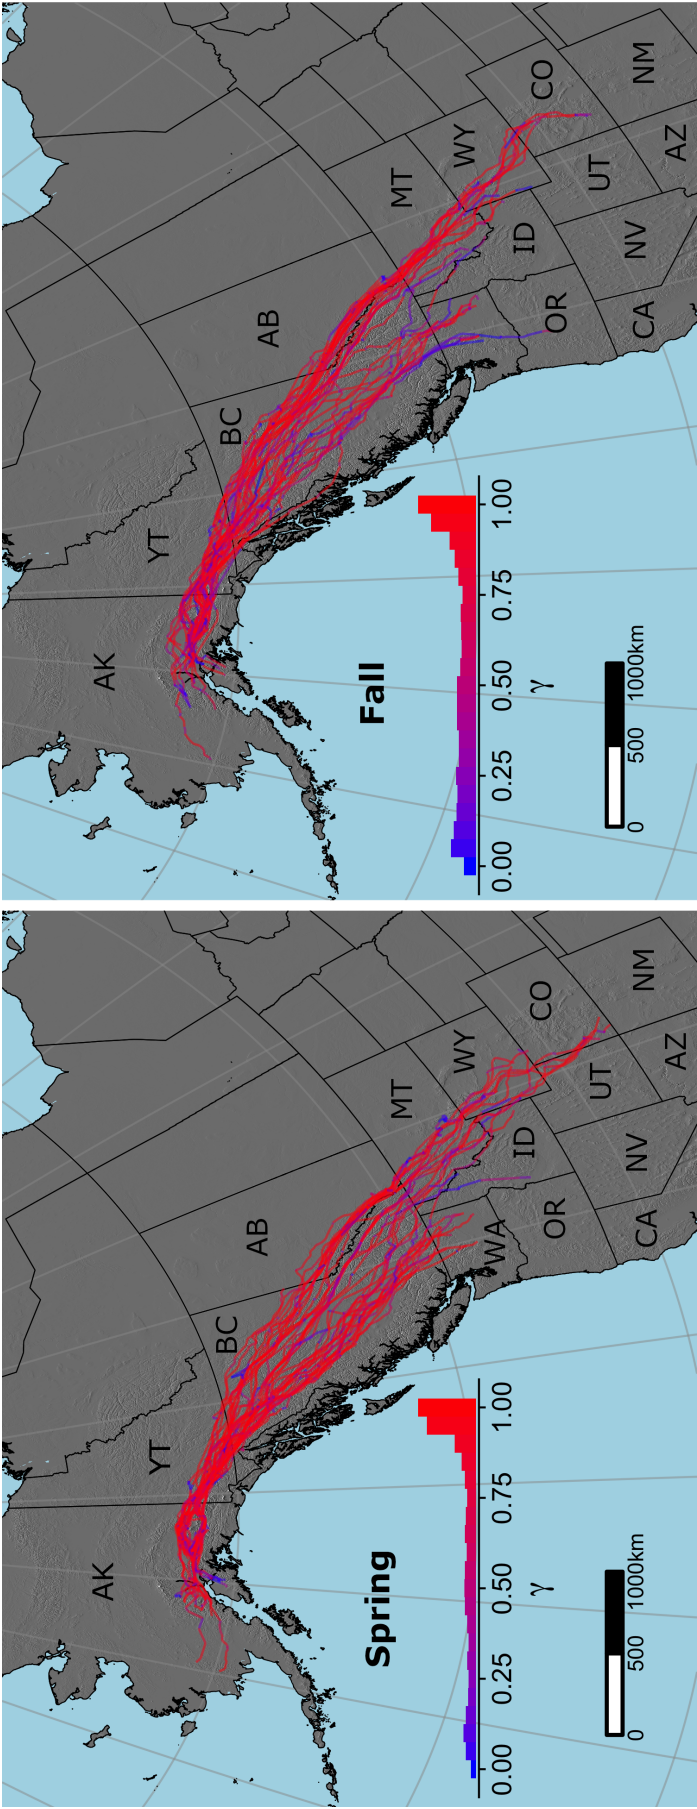 AK
YT
BC
AB
Spring
MT
WY
WA
ID
CO
OR
UT
NV
NM
CA
AZ
0.00 0.25 0.50 0.75 1.00
γ
0 500 1000km
AK
YT
BC
AB
Fall
MT
WY
ID
CO
OR
UT
NV
NM
CA
AZ
0.00 0.25 0.50 0.75 1.00
γ
0 500 1000km